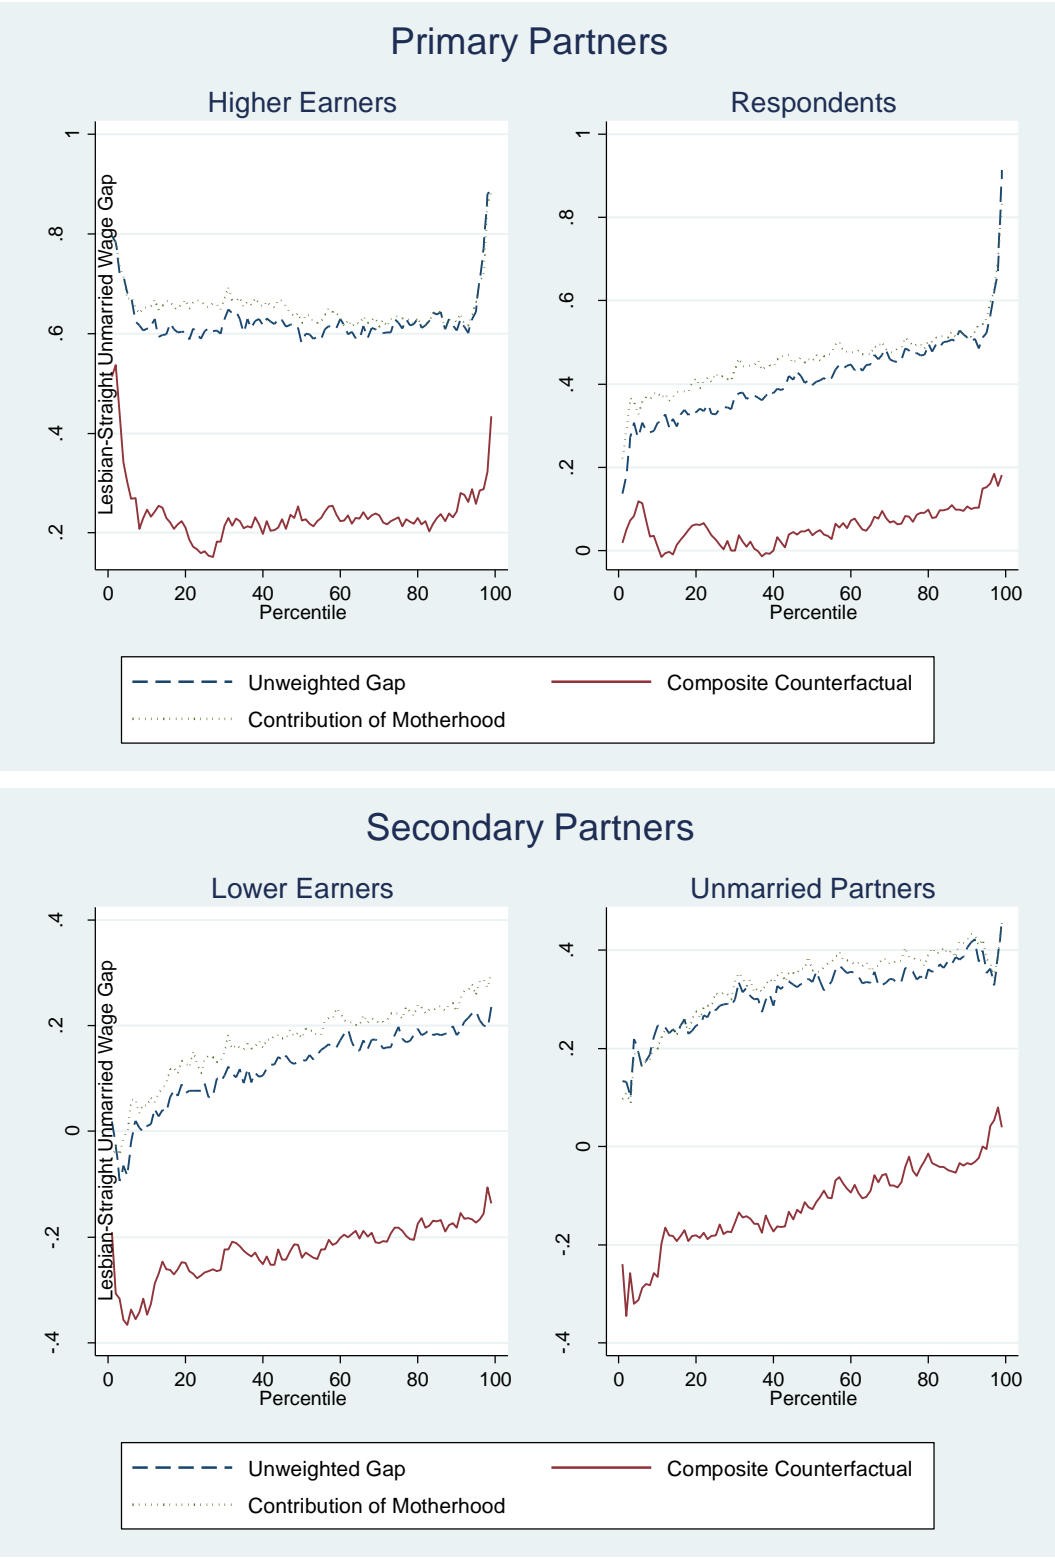 Primary Partners
Higher Earners
Respondents
Lesbian-Straight Unmarried Wage Gap
1
.8
.6
.4
.2
0 20 40 60 80 100
Percentile
1
.8
.6
.4
.2
0
0 20 40 60 80 100
Percentile
Unweighted Gap
Composite Counterfactual
Contribution of Motherhood
Secondary Partners
Lower Earners
Unmarried Partners
Lesbian-Straight Unmarried Wage Gap
.4
.2
0
-.2
-.4
0 20 40 60 80 100
Percentile
.4
.2
0
-.2
-.4
0 20 40 60 80 100
Percentile
Unweighted Gap
Composite Counterfactual
Contribution of Motherhood